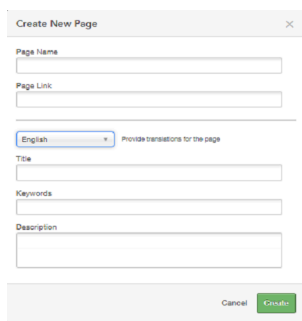 Create New Page
Page Name
Page Link
English Provide translations for the page
Title
Keywords
Description
Cancel Create